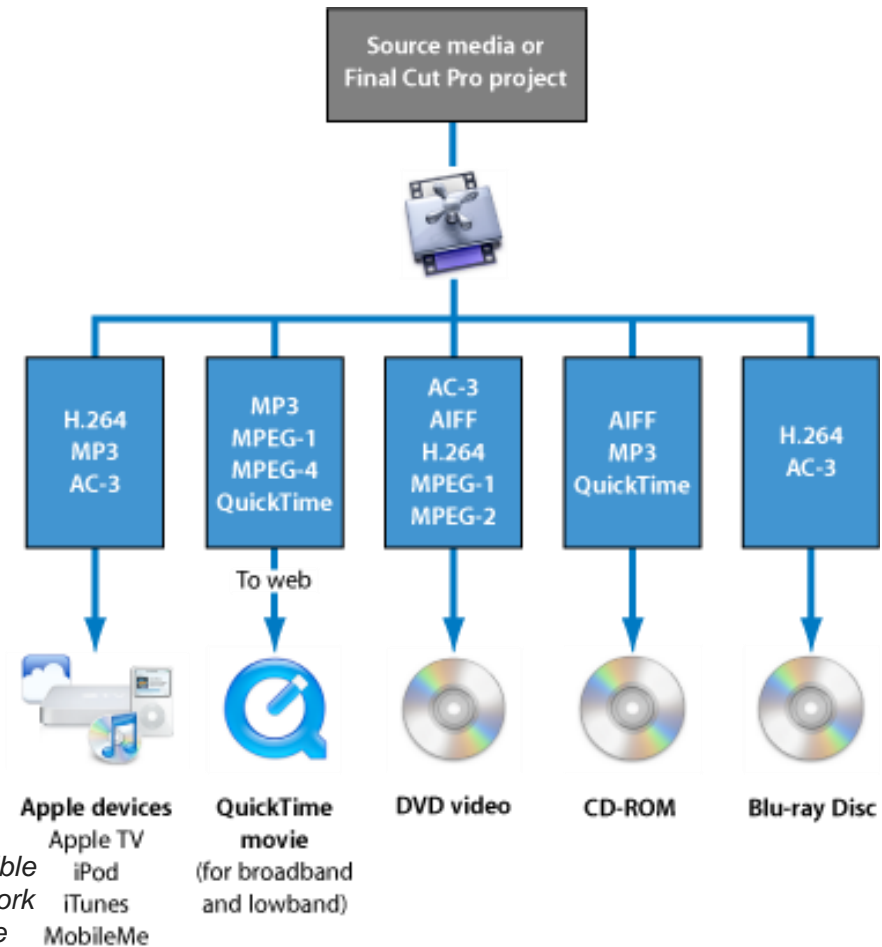 Source media or
Final Cut Pro project
H.264
MP3
AC-3
MP3
MPEG-1
MPEG-4
QuickTime
AC-3
AIFF
H.264
MPEG-1
MPEG-2
AIFF
MP3
QuickTime
H.264
AC-3
To web
Apple devices
Apple TV
iPod
iTunes
MobileMe
QuickTime
movie
(for broadband
and lowband)
DVD video
CD-ROM
Blu-ray Disc
ble
ork
e